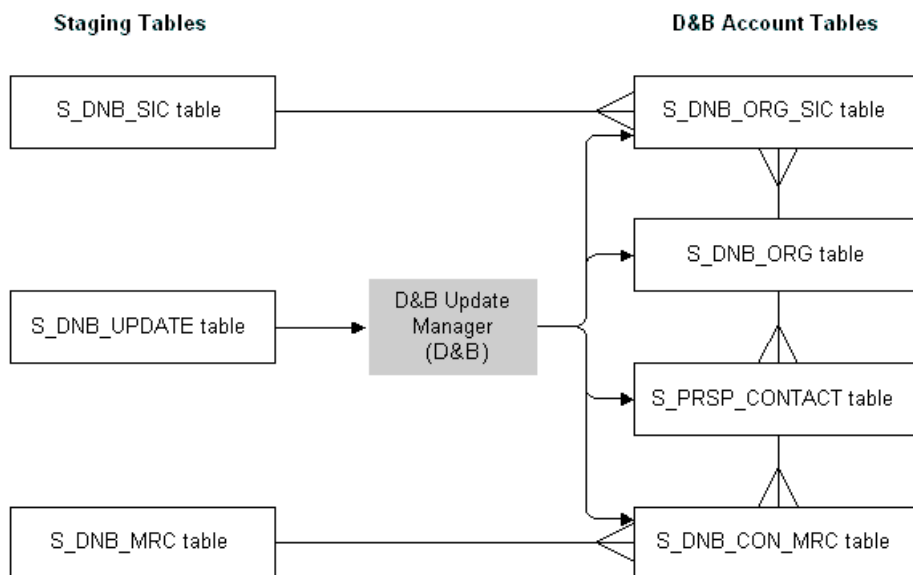 Staging Tables
D&B Account Tables
S_DNB_SIC table
S_DNB_ORG_SIC table
S_DNB_ORG table
S_DNB_UPDATE table
D&B Update
Manager
(D&B)
S_PRSP_CONTACT table
S_DNB_MRC table
S_DNB_CON_MRC table